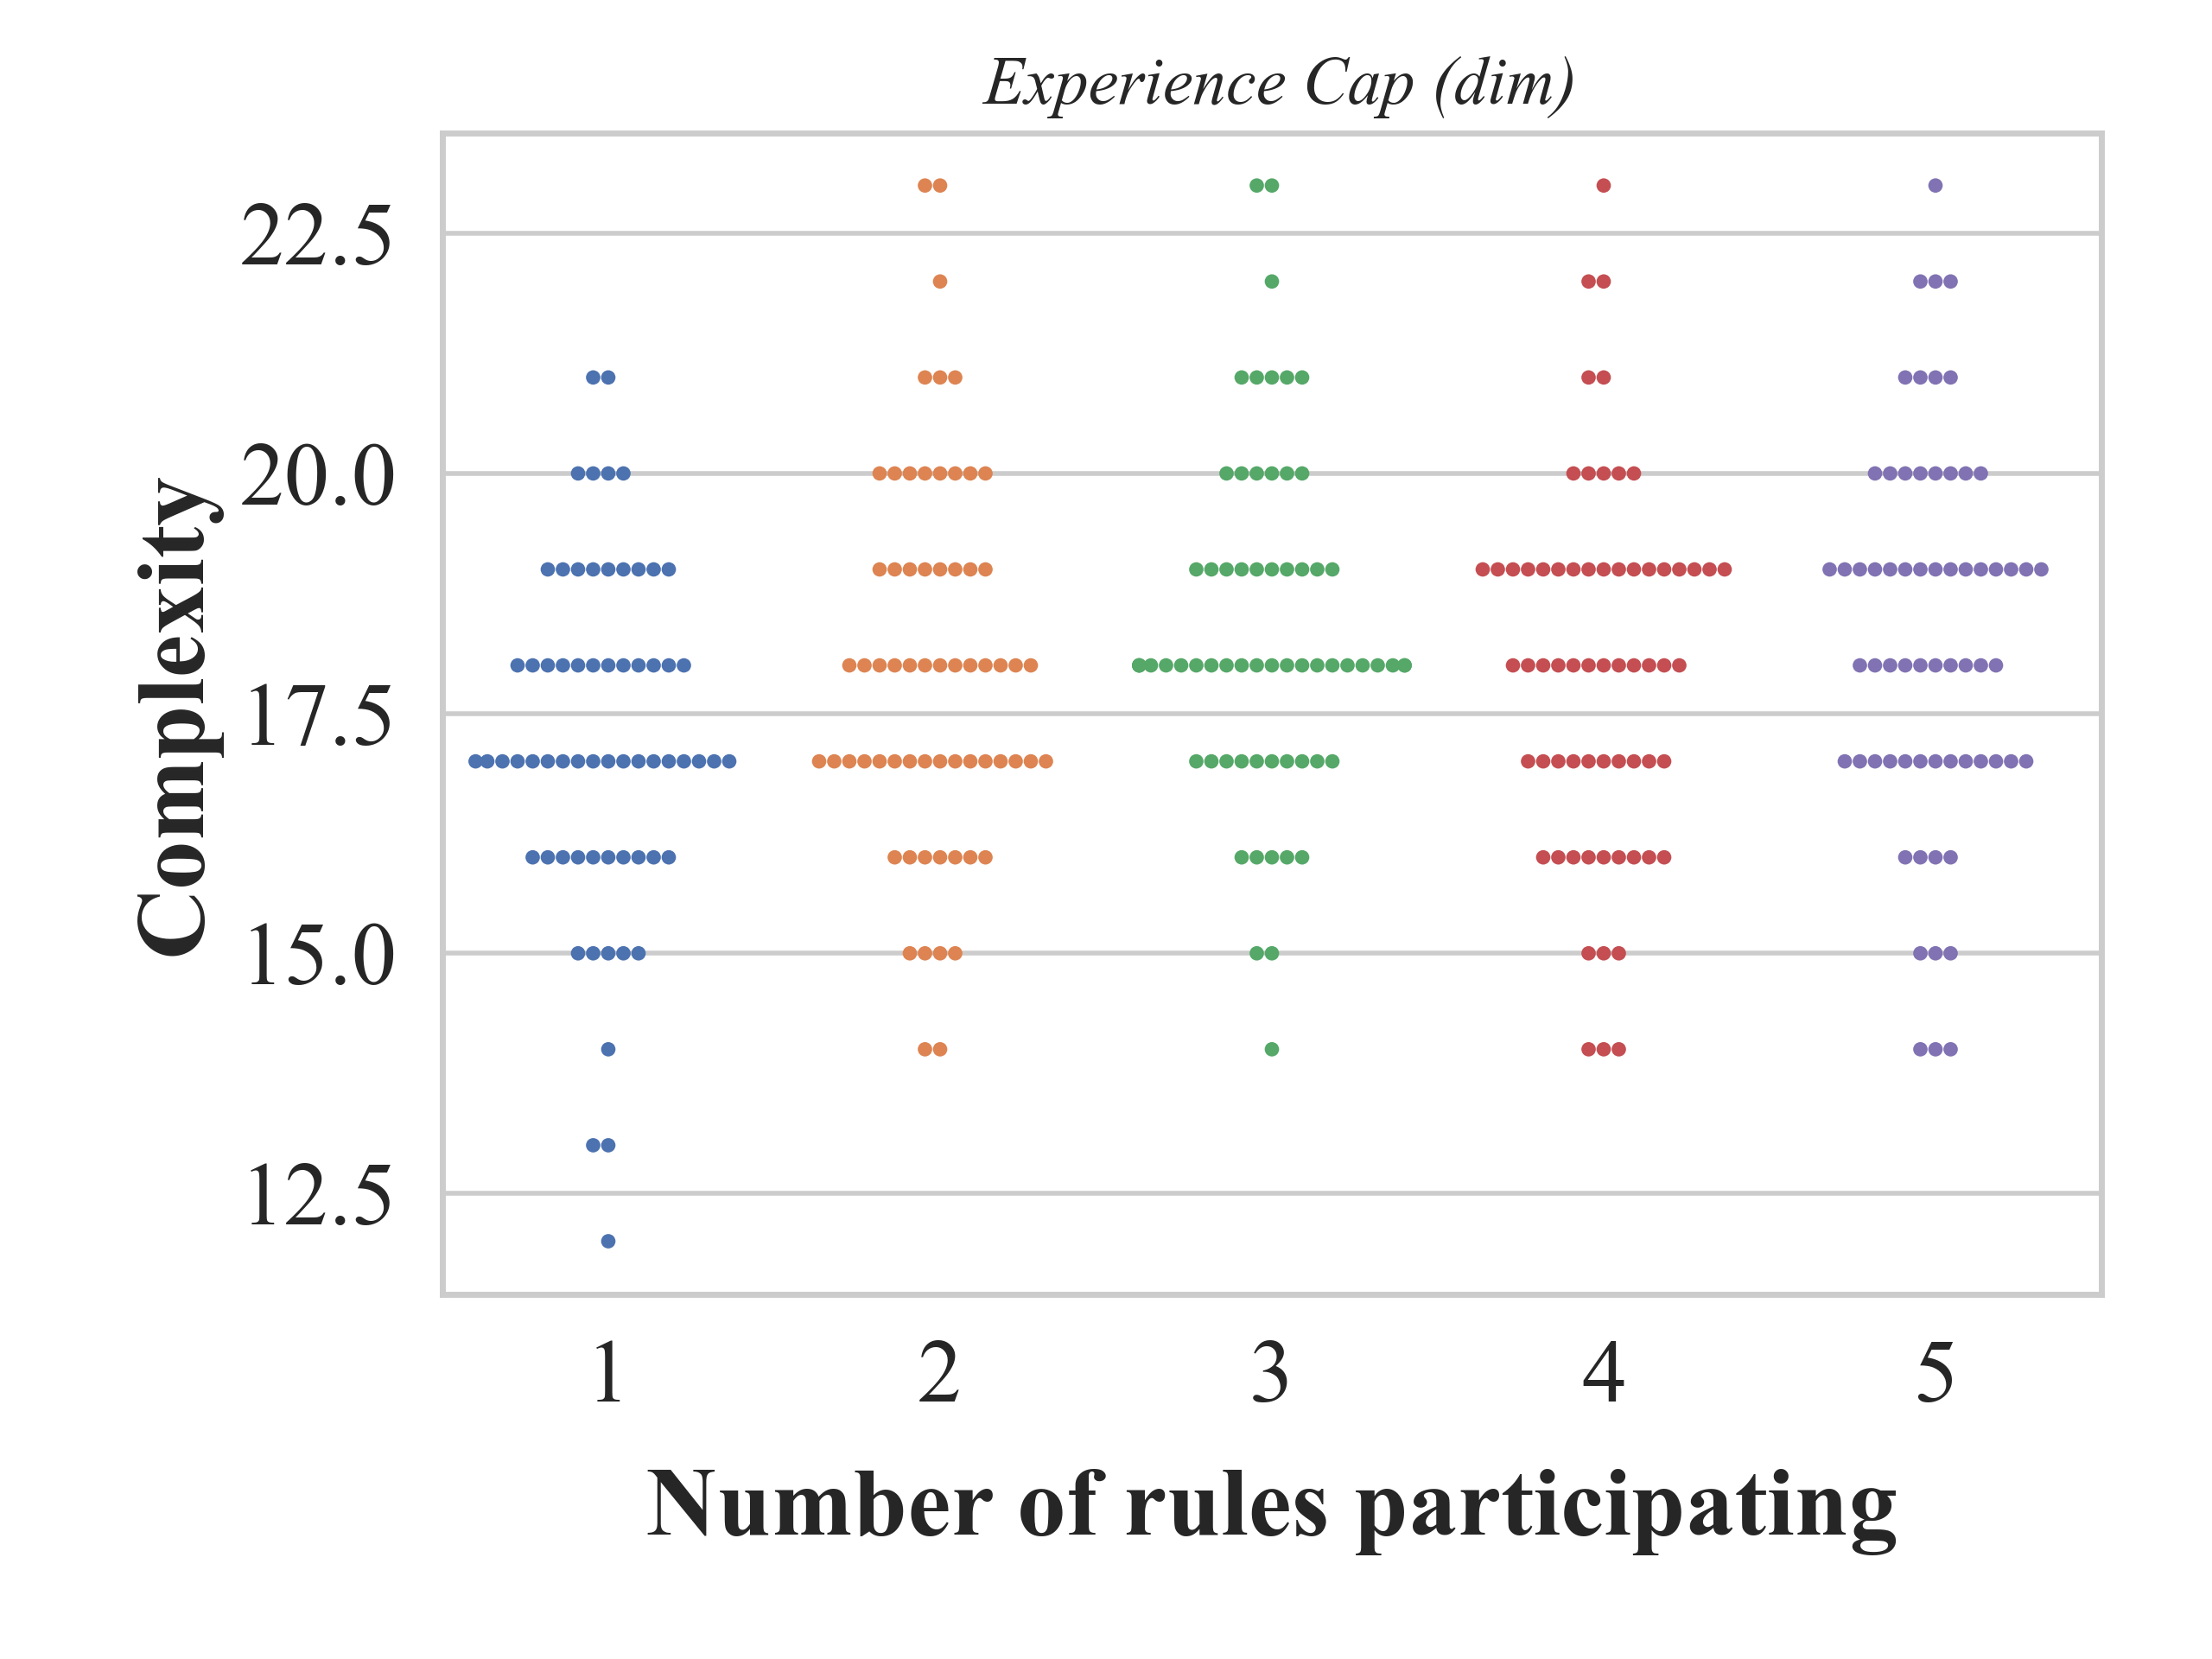 Experience Cap (dim)
22.5
20.0
17.5
15.0
12.5
Complexity
1 2 3 4 5
Number of rules participating